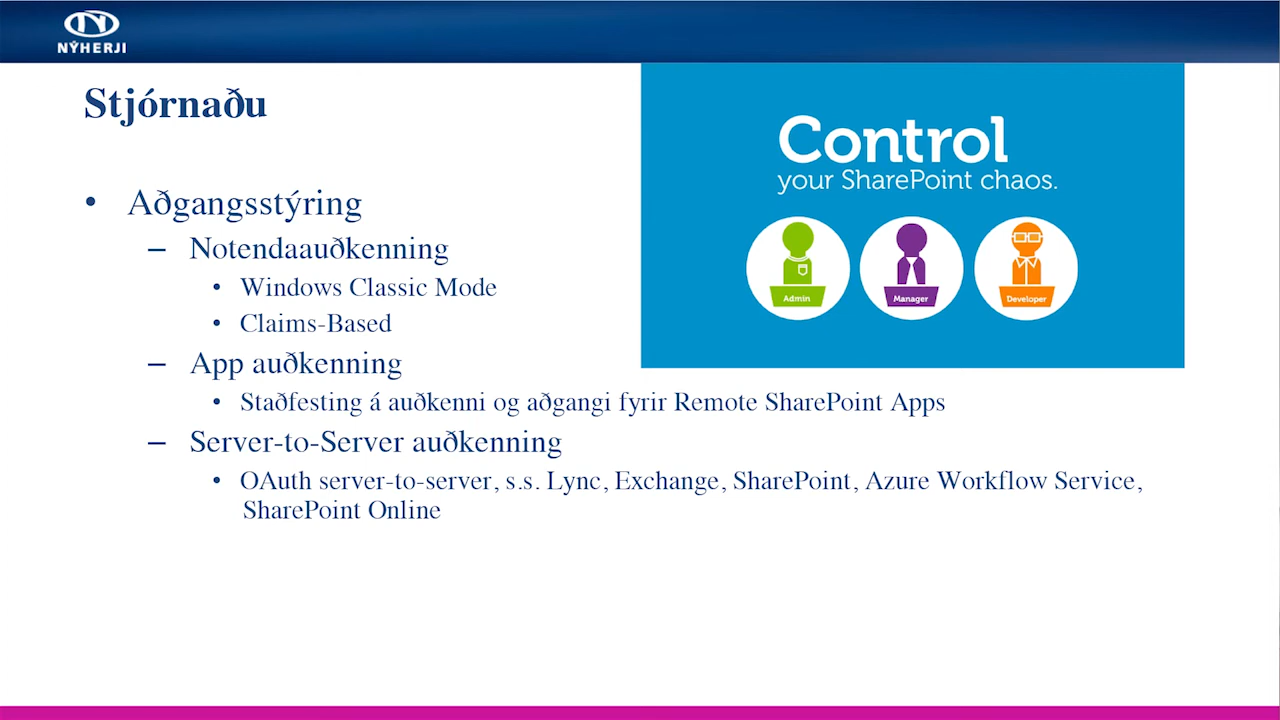 NÝHERJI
Stjórnaðu
Control
your SharePoint chaos.
Admin
Manager
Developer
• Aðgangsstýring
– Notendaauðkenning
• Windows Classic Mode
• Claims-Based
– App auðkenning
• Staðfesting á auðkenni og aðgangi fyrir Remote SharePoint Apps
– Server-to-Server auðkenning
• OAuth server-to-server, s.s. Lync, Exchange, SharePoint, Azure Workflow Service,
SharePoint Online